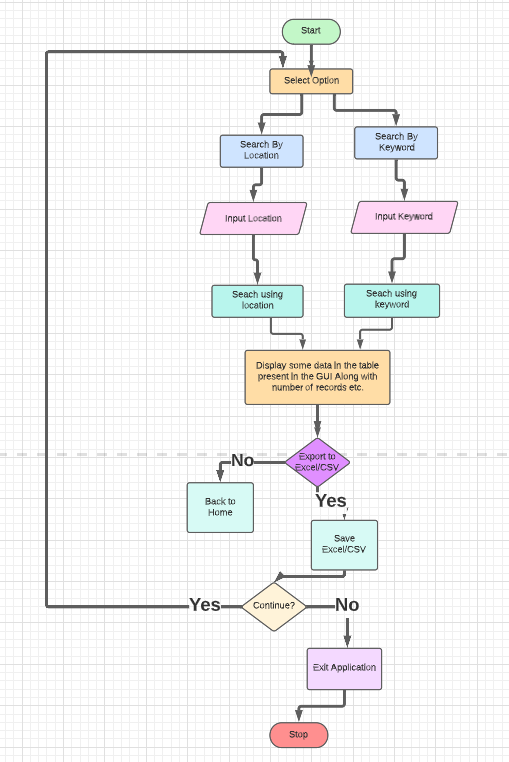 Start
Select Option
Search By
Location
Search By
Keyword
Input Location
Input Keyword
Seach using
location
Seach using
keyword
Display some data in the table
present in the GUI Along with
number of records etc.
Export to
Excel/CSV
No
Yes
Back to
Home
Save
Excel/CSV
Continue?
Yes
No
Exit Application
Stop